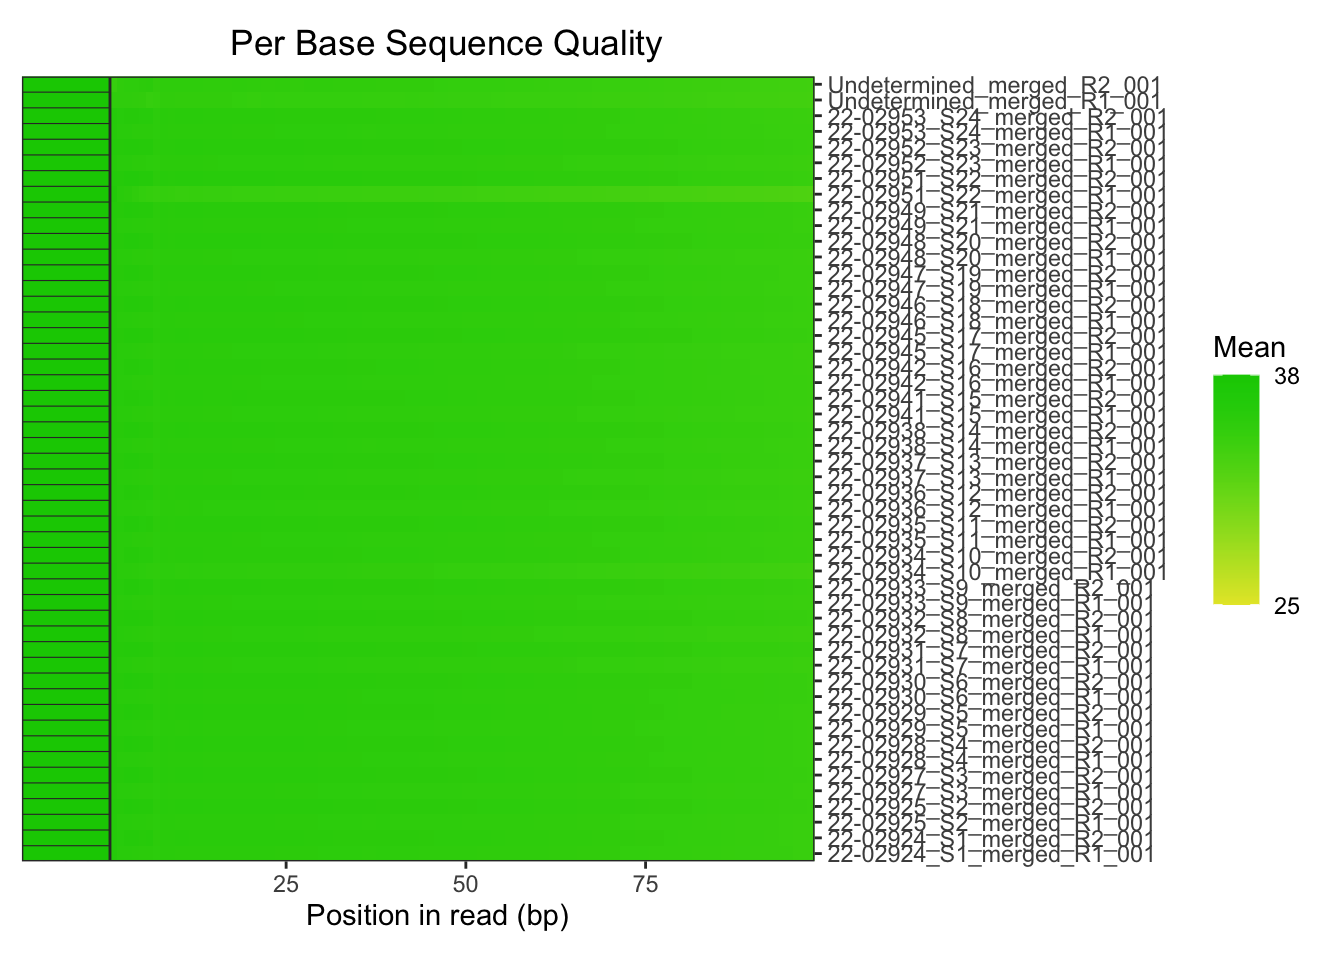 Per Base Sequence Quality
Undetermined_merged_R2_001
Undetermined_merged_R1_001
22-02953_S24_merged_R2_001
22-02953_S24_merged_R1_001
22-02952_S23_merged_R2_001
22-02952_S23_merged_R1_001
22-02951_S22_merged_R2_001
22-02951_S22_merged_R1_001
22-02949_S21_merged_R2_001
22-02949_S21_merged_R1_001
22-02948_S20_merged_R2_001
22-02948_S20_merged_R1_001
22-02947_S19_merged_R2_001
22-02947_S19_merged_R1_001
22-02946_S18_merged_R2_001
22-02946_S18_merged_R1_001
22-02945_S17_merged_R2_001
22-02945_S17_merged_R1_001
22-02942_S16_merged_R2_001
22-02942_S16_merged_R1_001
22-02941_S15_merged_R2_001
22-02941_S15_merged_R1_001
22-02938_S14_merged_R2_001
22-02938_S14_merged_R1_001
22-02937_S13_merged_R2_001
22-02937_S13_merged_R1_001
22-02936_S12_merged_R2_001
22-02936_S12_merged_R1_001
22-02935_S11_merged_R2_001
22-02935_S11_merged_R1_001
22-02934_S10_merged_R2_001
22-02934_S10_merged_R1_001
22-02933_S9_merged_R2_001
22-02933_S9_merged_R1_001
22-02932_S8_merged_R2_001
22-02932_S8_merged_R1_001
22-02931_S7_merged_R2_001
22-02931_S7_merged_R1_001
22-02930_S6_merged_R2_001
22-02930_S6_merged_R1_001
22-02929_S5_merged_R2_001
22-02929_S5_merged_R1_001
22-02928_S4_merged_R2_001
22-02928_S4_merged_R1_001
22-02927_S3_merged_R2_001
22-02927_S3_merged_R1_001
22-02925_S2_merged_R2_001
22-02925_S2_merged_R1_001
22-02924_S1_merged_R2_001
22-02924_S1_merged_R1_001
Mean
38
25
25 50 75
Position in read (bp)